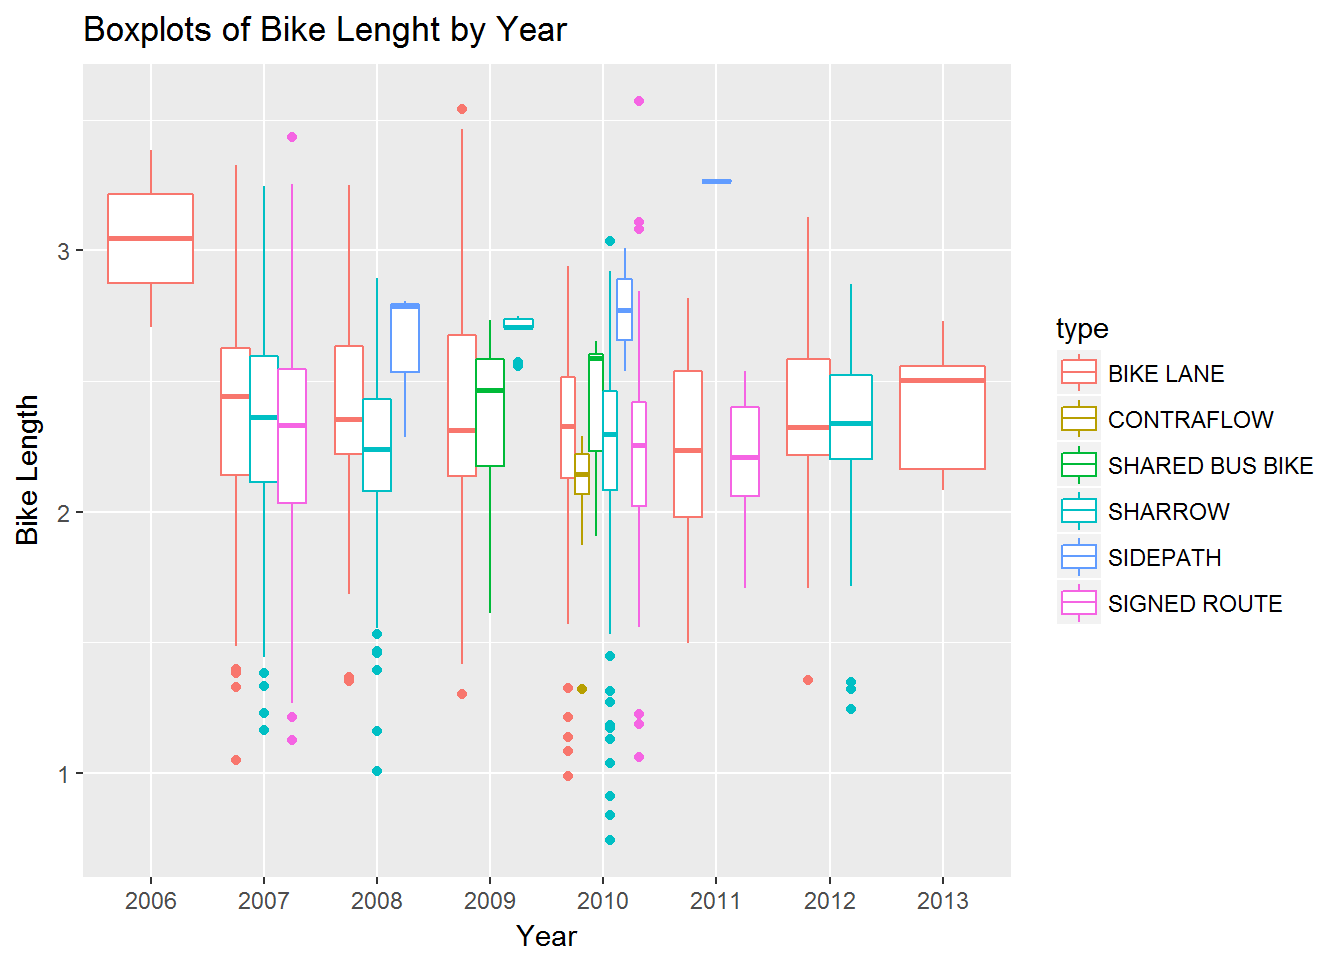 Boxplots of Bike Lenght by Year
3
2
1
Bike Length
2006 2007 2008 2009 2010 2011 2012 2013
Year
type
BIKE LANE
CONTRAFLOW
SHARED BUS BIKE
SHARROW
SIDEPATH
SIGNED ROUTE